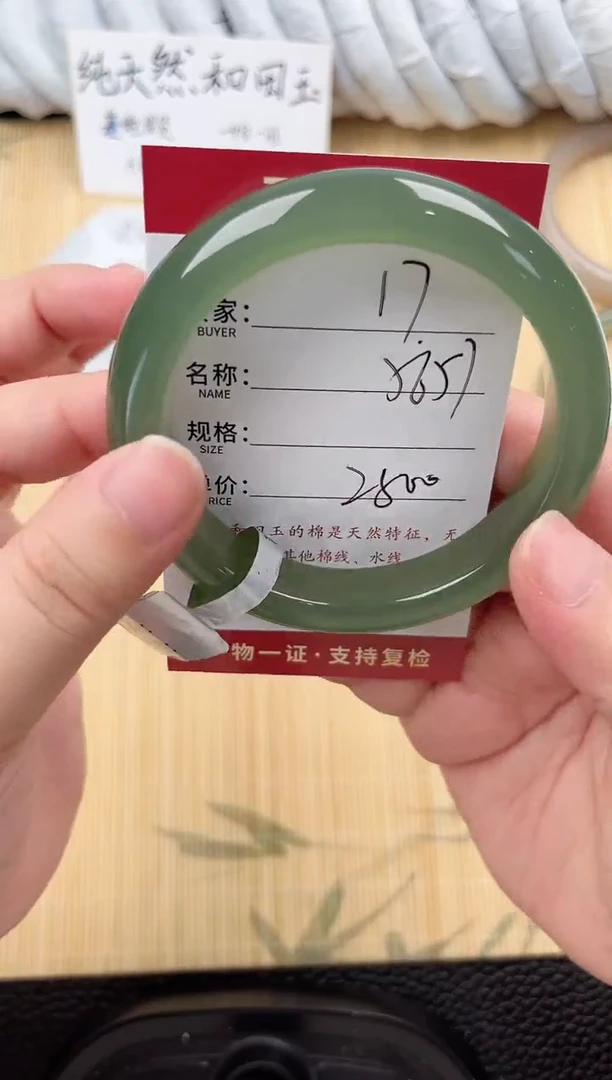 纯天然和田玉
家: 17
BUYER
名称:
NAME
规格:
SIZE
价: 2800
RICE
田玉的棉是天然特征,无
其他棉线、水线
物一证·支持复检